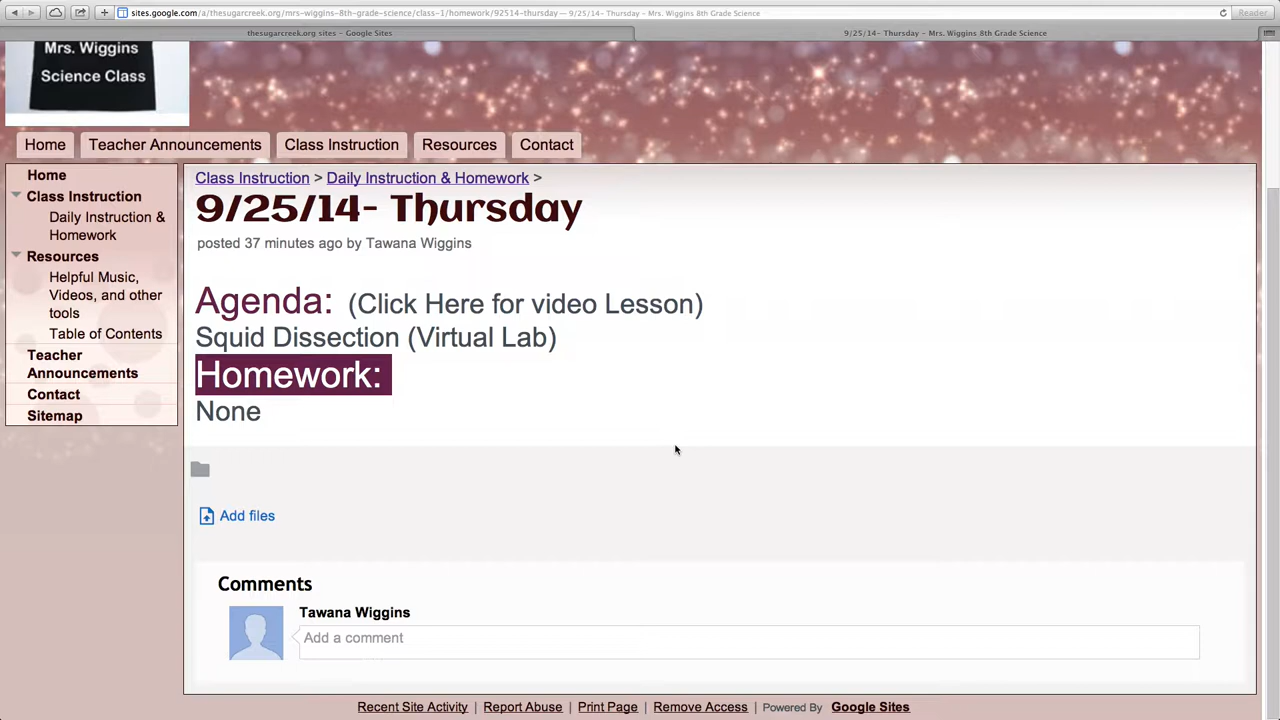 sites.google.com/a/thesugarcreek.org/mrs-wiggins-8th-grade-science/class-1/homework/92514-thursday — 9/25/14- Thursday - Mrs. Wiggins 8th Grade Science
Reader
thesugarcreek.org sites - Google Sites
9/25/14- Thursday - Mrs. Wiggins 8th Grade Science
Mrs. Wiggins
Science Class
Home
Teacher Announcements
Class Instruction
Resources
Contact
Home
Class Instruction
Daily Instruction &
Homework
Resources
Helpful Music,
Videos, and other
tools
Table of Contents
Teacher
Announcements
Contact
Sitemap
Class Instruction > Daily Instruction & Homework >
9/25/14- Thursday
posted 37 minutes ago by Tawana Wiggins
Agenda: (Click Here for video Lesson)
Squid Dissection (Virtual Lab)
Homework:
None
Add files
Comments
Tawana Wiggins
Add a comment
Recent Site Activity | Report Abuse | Print Page | Remove Access | Powered By Google Sites